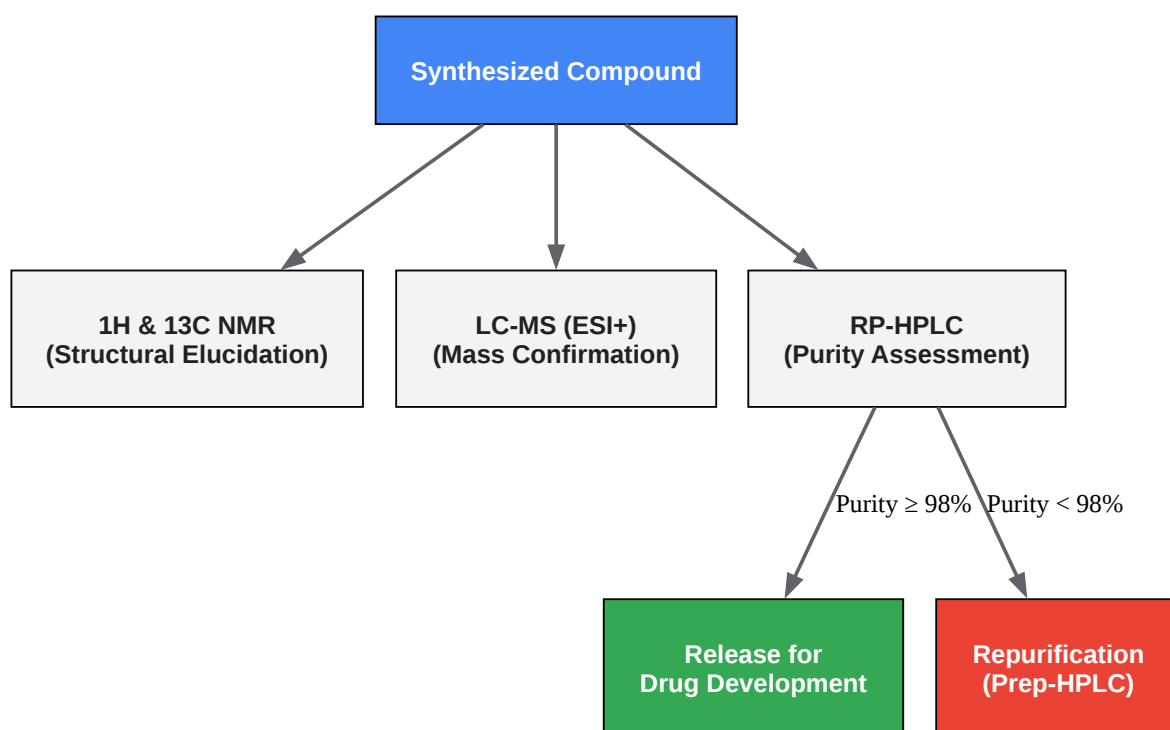 Synthesized Compound
1H & 13C NMR
(Structural Elucidation)
LC-MS (ESI+)
(Mass Confirmation)
RP-HPLC
(Purity Assessment)
Purity ≥ 98%
Purity < 98%
Release for
Drug Development
Repurification
(Prep-HPLC)